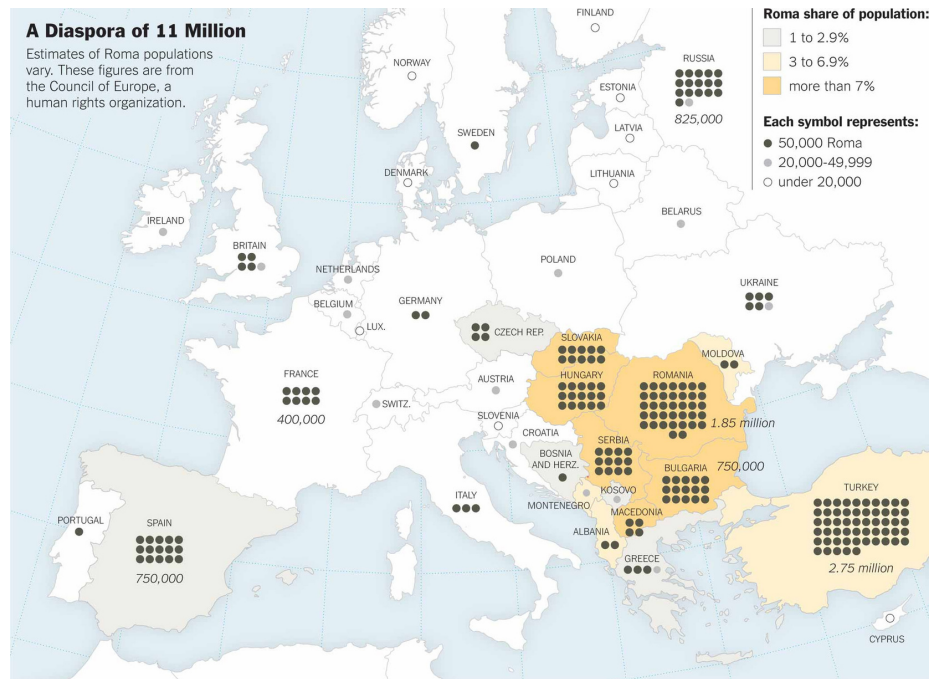 A Diaspora of 11 Million
Estimates of Roma populations
vary. These figures are from
the Council of Europe, a
human rights organization.
Roma share of population:
1 to 2.9%
3 to 6.9%
more than 7%
Each symbol represents:
50,000 Roma
20,000-49,999
under 20,000
FINLAND
NORWAY
RUSSIA
825,000
ESTONIA
SWEDEN
LATVIA
DENMARK
LITHUANIA
IRELAND
BELARUS
BRITAIN
NETHERLANDS
POLAND
UKRAINE
BELGIUM
GERMANY
LUX.
CZECH REP.
SLOVAKIA
MOLDOVA
FRANCE
400,000
AUSTRIA
HUNGARY
ROMANIA
1.85 million
SWITZ.
SLOVENIA
CROATIA
BOSNIA
AND HERZ.
SERBIA
BULGARIA
750,000
ITALY
MONTENEGRO
KOSOVO
MACEDONIA
TURKEY
2.75 million
PORTUGAL
SPAIN
750,000
ALBANIA
GREECE
CYPRUS